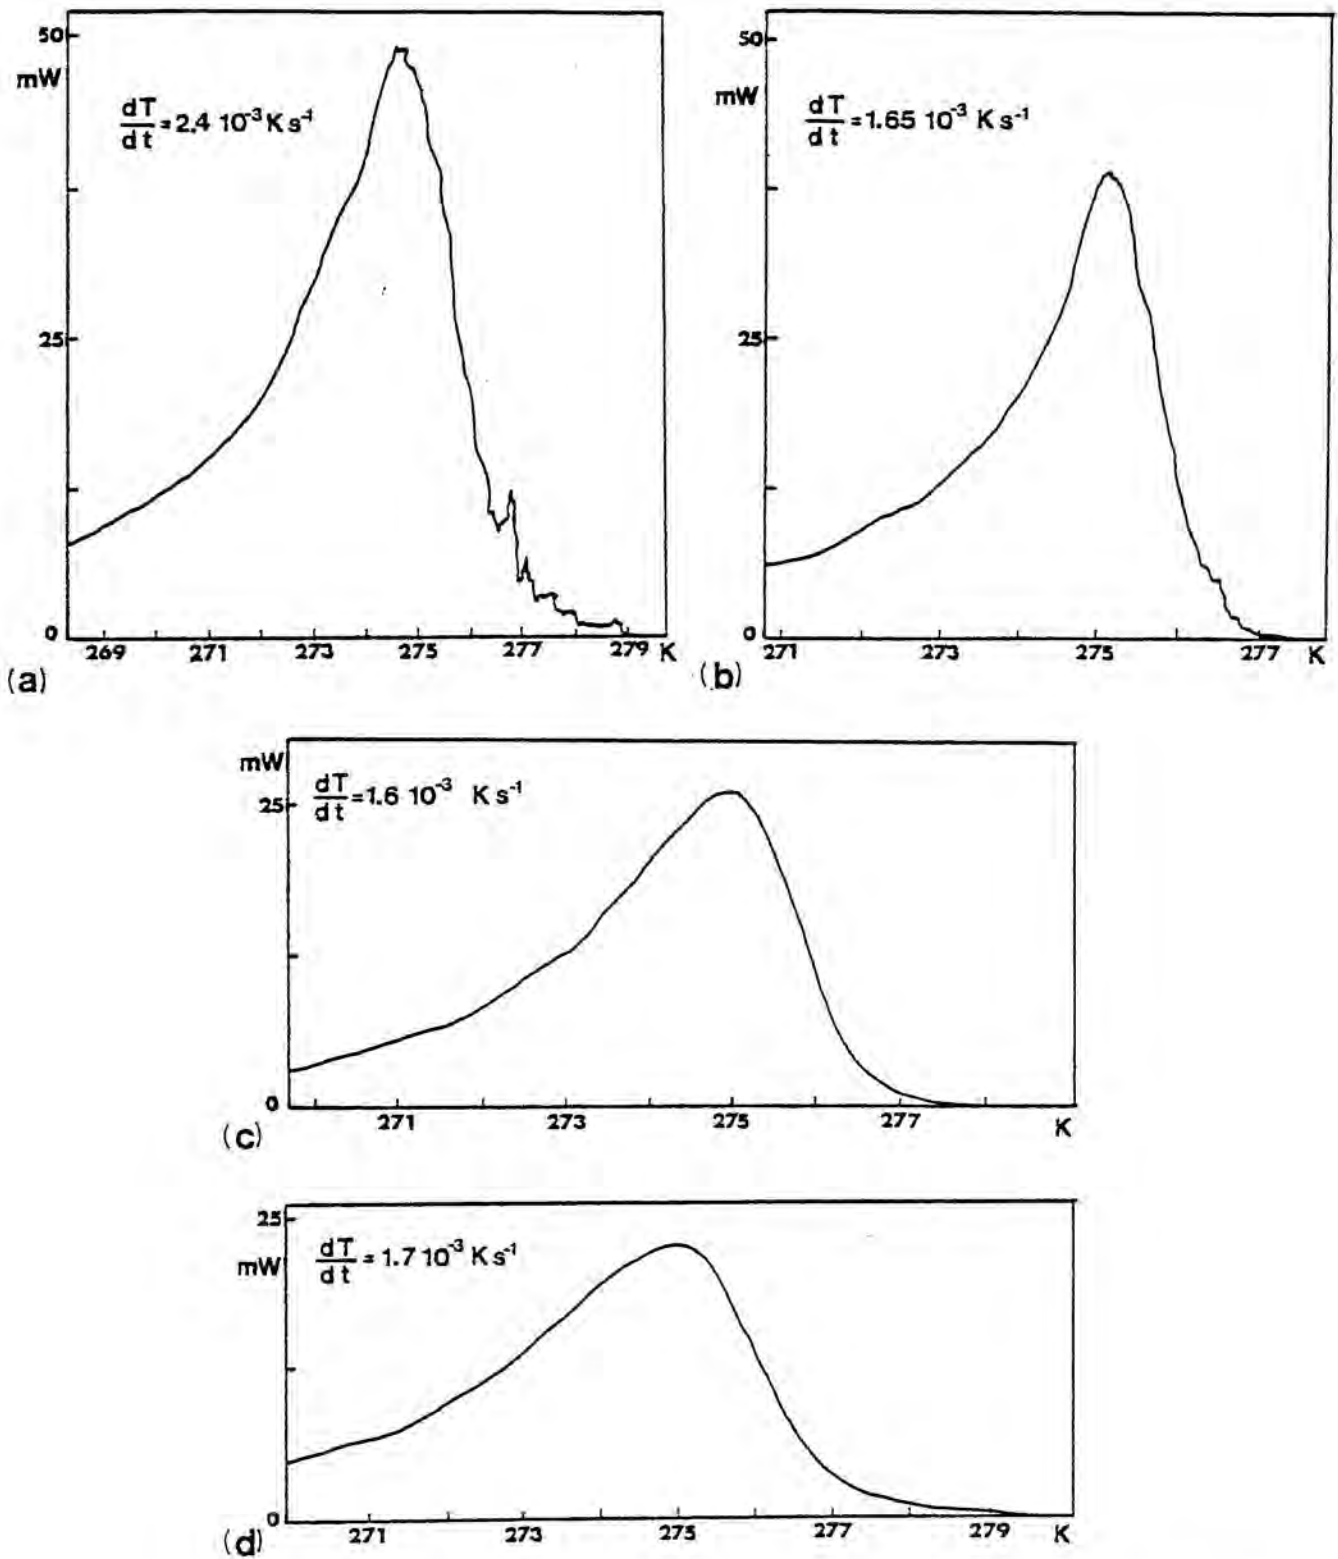 50
mW
dT/dt = 2.4 10⁻³ K s⁻¹
25
0
269 271 273 275 277 279 K
(a)
50
mW
dT/dt = 1.65 10⁻³ K s⁻¹
25
0
271 273 275 277 K
(b)
mW
dT/dt = 1.6 10⁻³ K s⁻¹
25
0
271 273 275 277 K
(c)
25
mW
dT/dt = 1.7 10⁻³ K s⁻¹
0
271 273 275 277 279 K
(d)